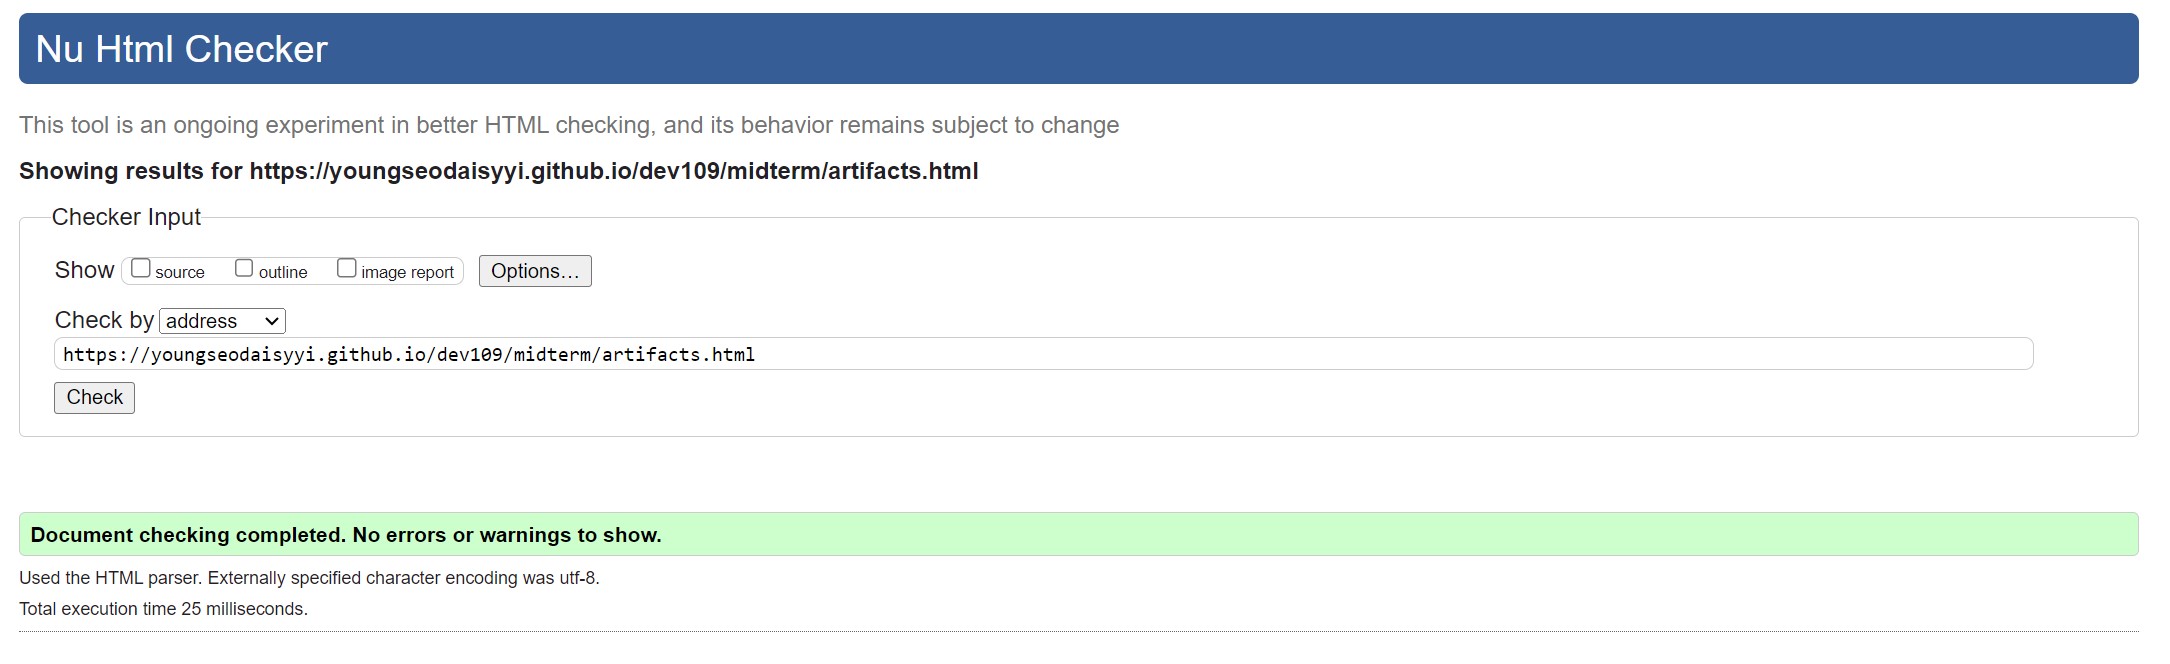 Nu Html Checker
This tool is an ongoing experiment in better HTML checking, and its behavior remains subject to change
Showing results for https://youngseodaisyyi.github.io/dev109/midterm/artifacts.html
Checker Input
Show source outline image report Options…
Check by address
https://youngseodaisyyi.github.io/dev109/midterm/artifacts.html
Check
Document checking completed. No errors or warnings to show.
Used the HTML parser. Externally specified character encoding was utf-8.
Total execution time 25 milliseconds.